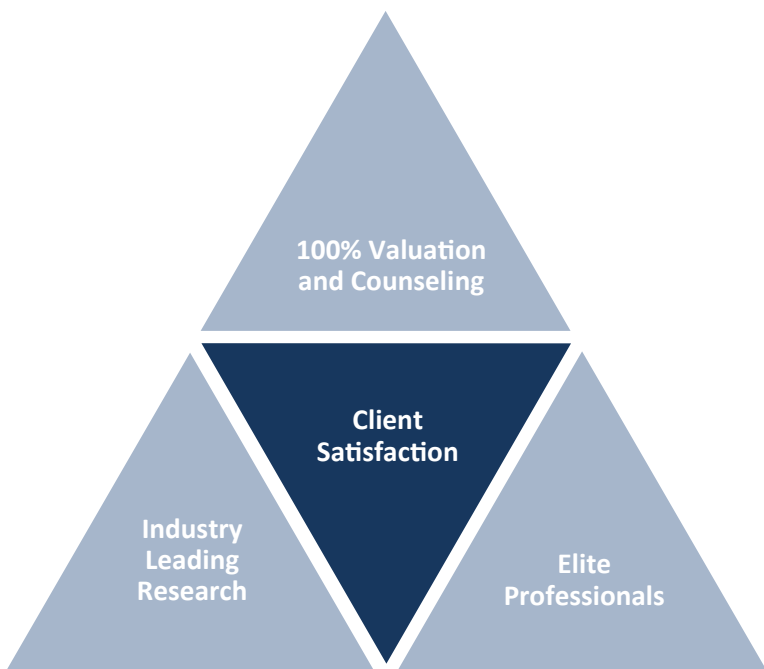 100% Valuation
and Counseling
Client
Satisfaction
Industry
Leading
Research
Elite
Professionals